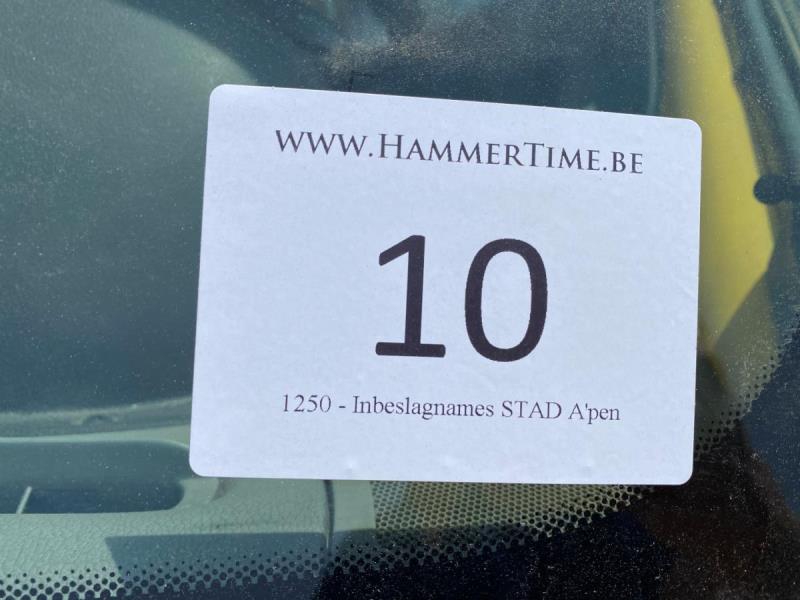 WWW.HAMMERTIME.BE
10
1250 - Inbeslagnames STAD A'pen